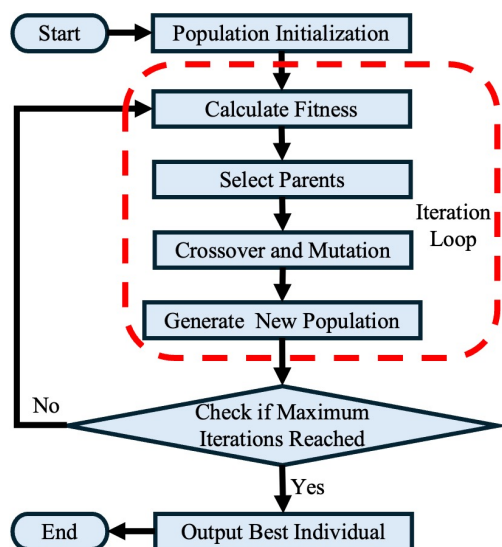 Start
Population Initialization
Calculate Fitness
Select Parents
Iteration
Loop
Crossover and Mutation
Generate New Population
No
Check if Maximum
Iterations Reached
Yes
End
Output Best Individual